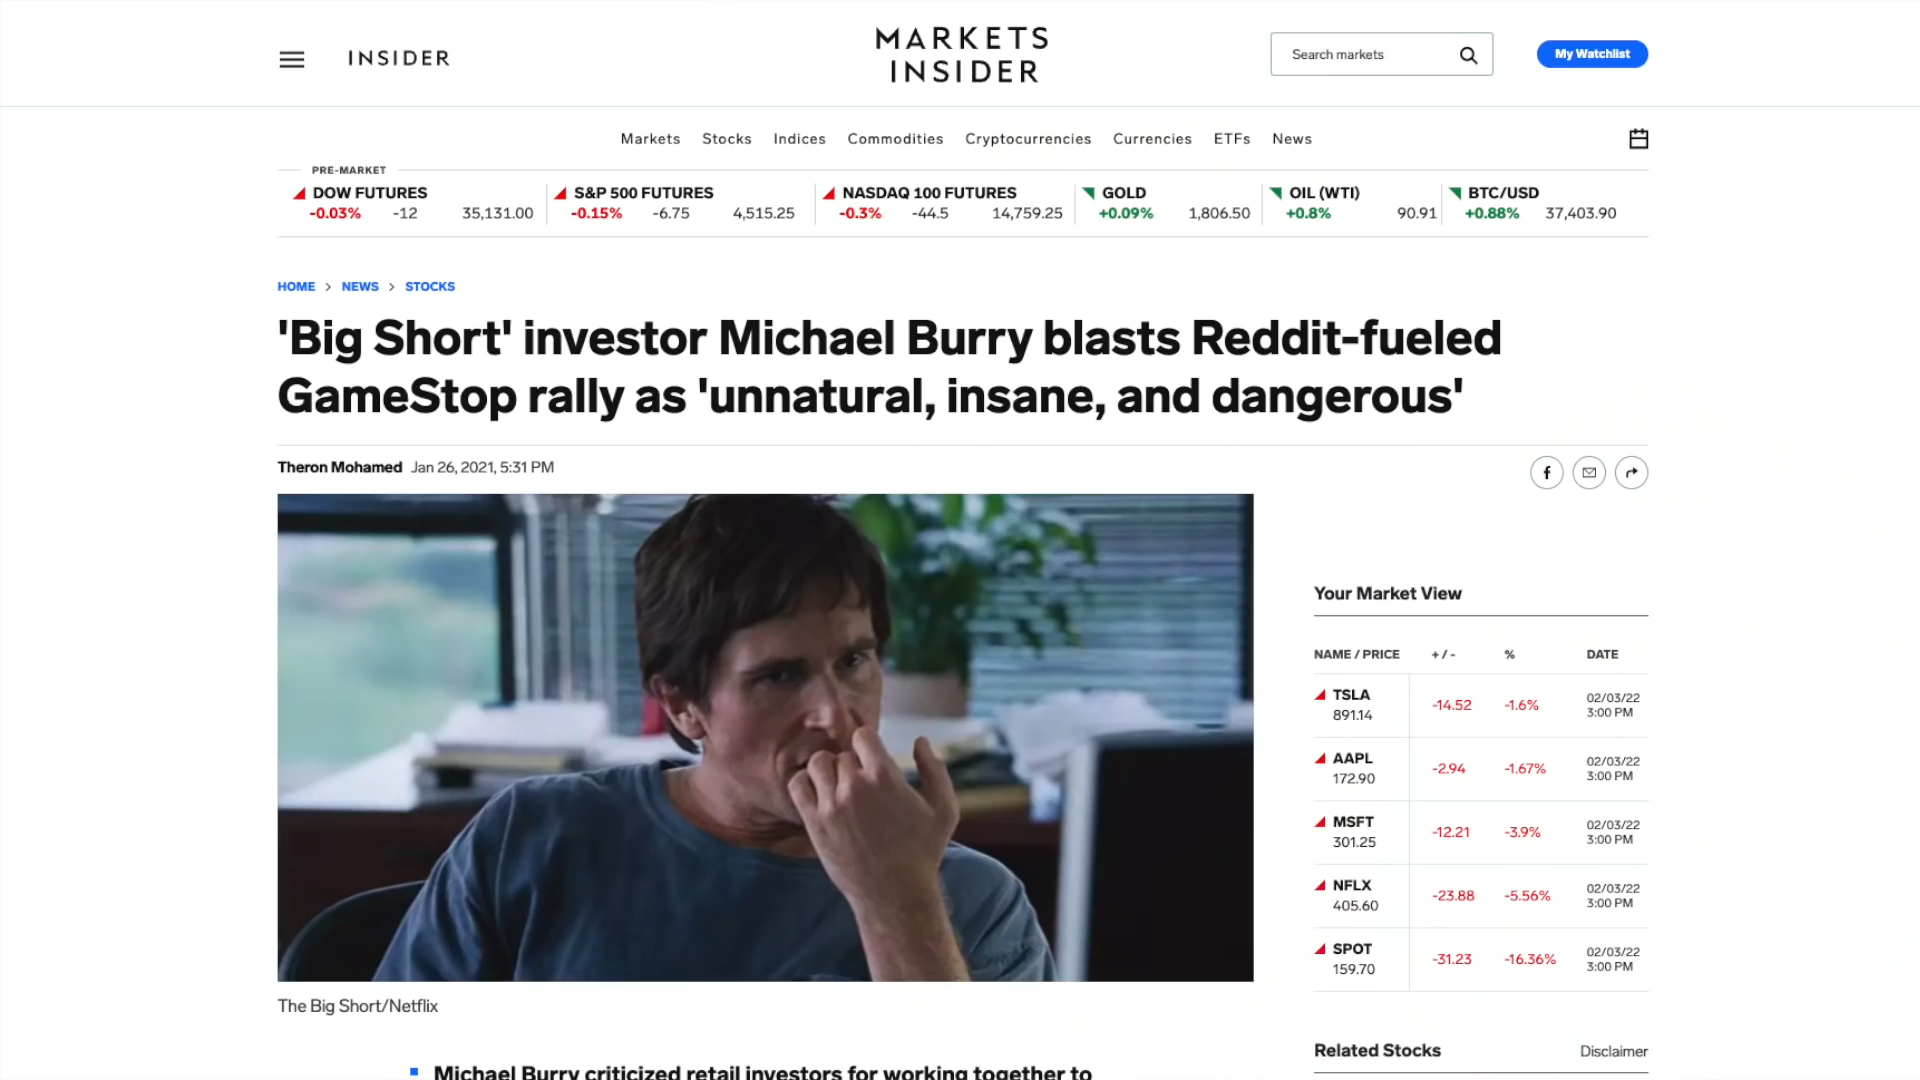 INSIDER
MARKETS
INSIDER
Search markets
My Watchlist
Markets Stocks Indices Commodities Cryptocurrencies Currencies ETFs News
PRE-MARKET
DOW FUTURES
-0.03% -12 35,131.00
S&P 500 FUTURES
-0.15% -6.75 4,515.25
NASDAQ 100 FUTURES
-0.3% -44.5 14,759.25
GOLD
+0.09% 1,806.50
OIL (WTI)
+0.8% 90.91
BTC/USD
+0.88% 37,403.90
HOME > NEWS > STOCKS
'Big Short' investor Michael Burry blasts Reddit-fueled
GameStop rally as 'unnatural, insane, and dangerous'
Theron Mohamed Jan 26, 2021, 5:31 PM
The Big Short/Netflix
Michael Burry criticized retail investors for working together to
Your Market View
NAME / PRICE + / - % DATE
TSLA
891.14
-14.52 -1.6%
02/03/22
3:00 PM
AAPL
172.90
-2.94 -1.67%
02/03/22
3:00 PM
MSFT
301.25
-12.21 -3.9%
02/03/22
3:00 PM
NFLX
405.60
-23.88 -5.56%
02/03/22
3:00 PM
SPOT
159.70
-31.23 -16.36%
02/03/22
3:00 PM
Related Stocks Disclaimer